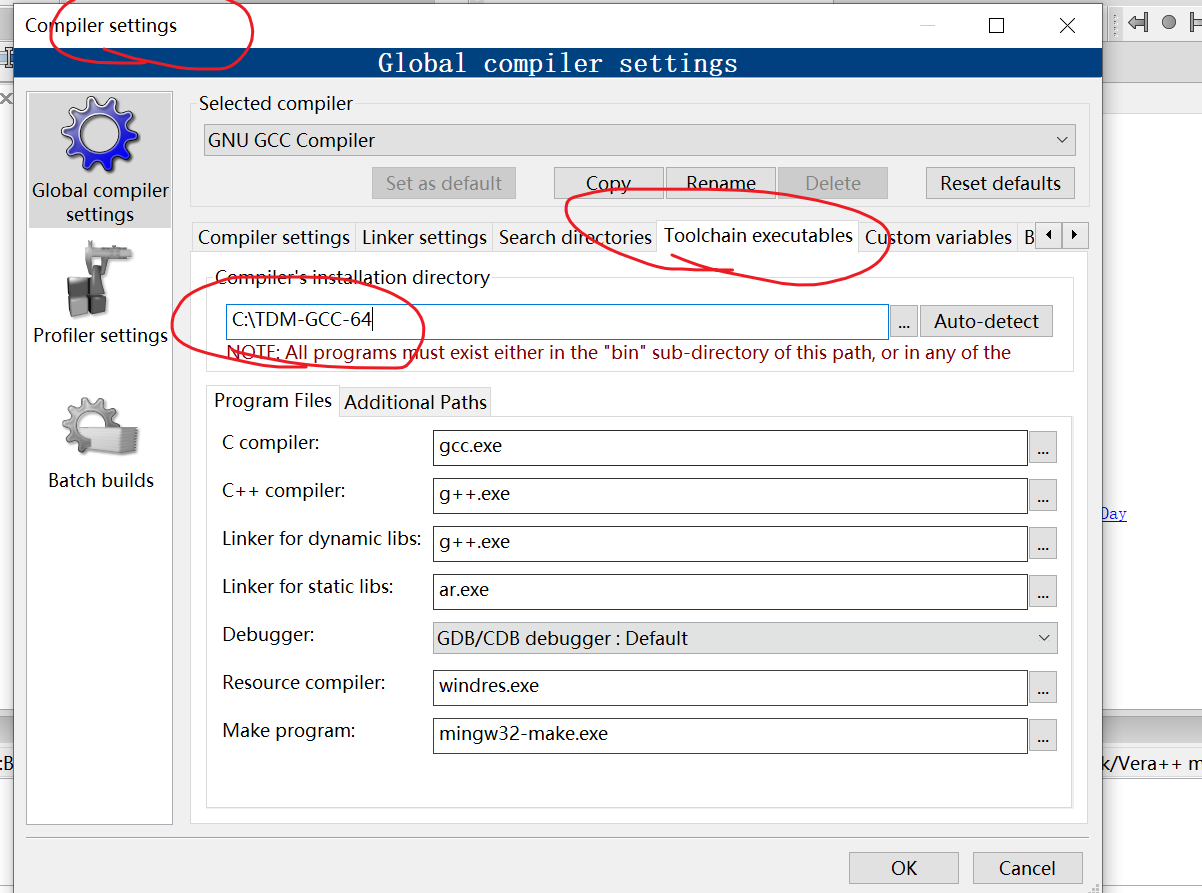 Compiler settings
Global compiler settings
Global compiler
settings
Profiler settings
Batch builds
Selected compiler
GNU GCC Compiler
Set as default
Copy
Rename
Delete
Reset defaults
Compiler settings
Linker settings
Search directories
Toolchain executables
Custom variables
B
Compiler's installation directory
C:\TDM-GCC-64
...
Auto-detect
NOTE: All programs must exist either in the "bin" sub-directory of this path, or in any of the
Program Files
Additional Paths
C compiler:
gcc.exe
...
C++ compiler:
g++.exe
...
Linker for dynamic libs:
g++.exe
...
Linker for static libs:
ar.exe
...
Debugger:
GDB/CDB debugger : Default
Resource compiler:
windres.exe
...
Make program:
mingw32-make.exe
...
OK
Cancel
Day
:B
k/Vera++ m